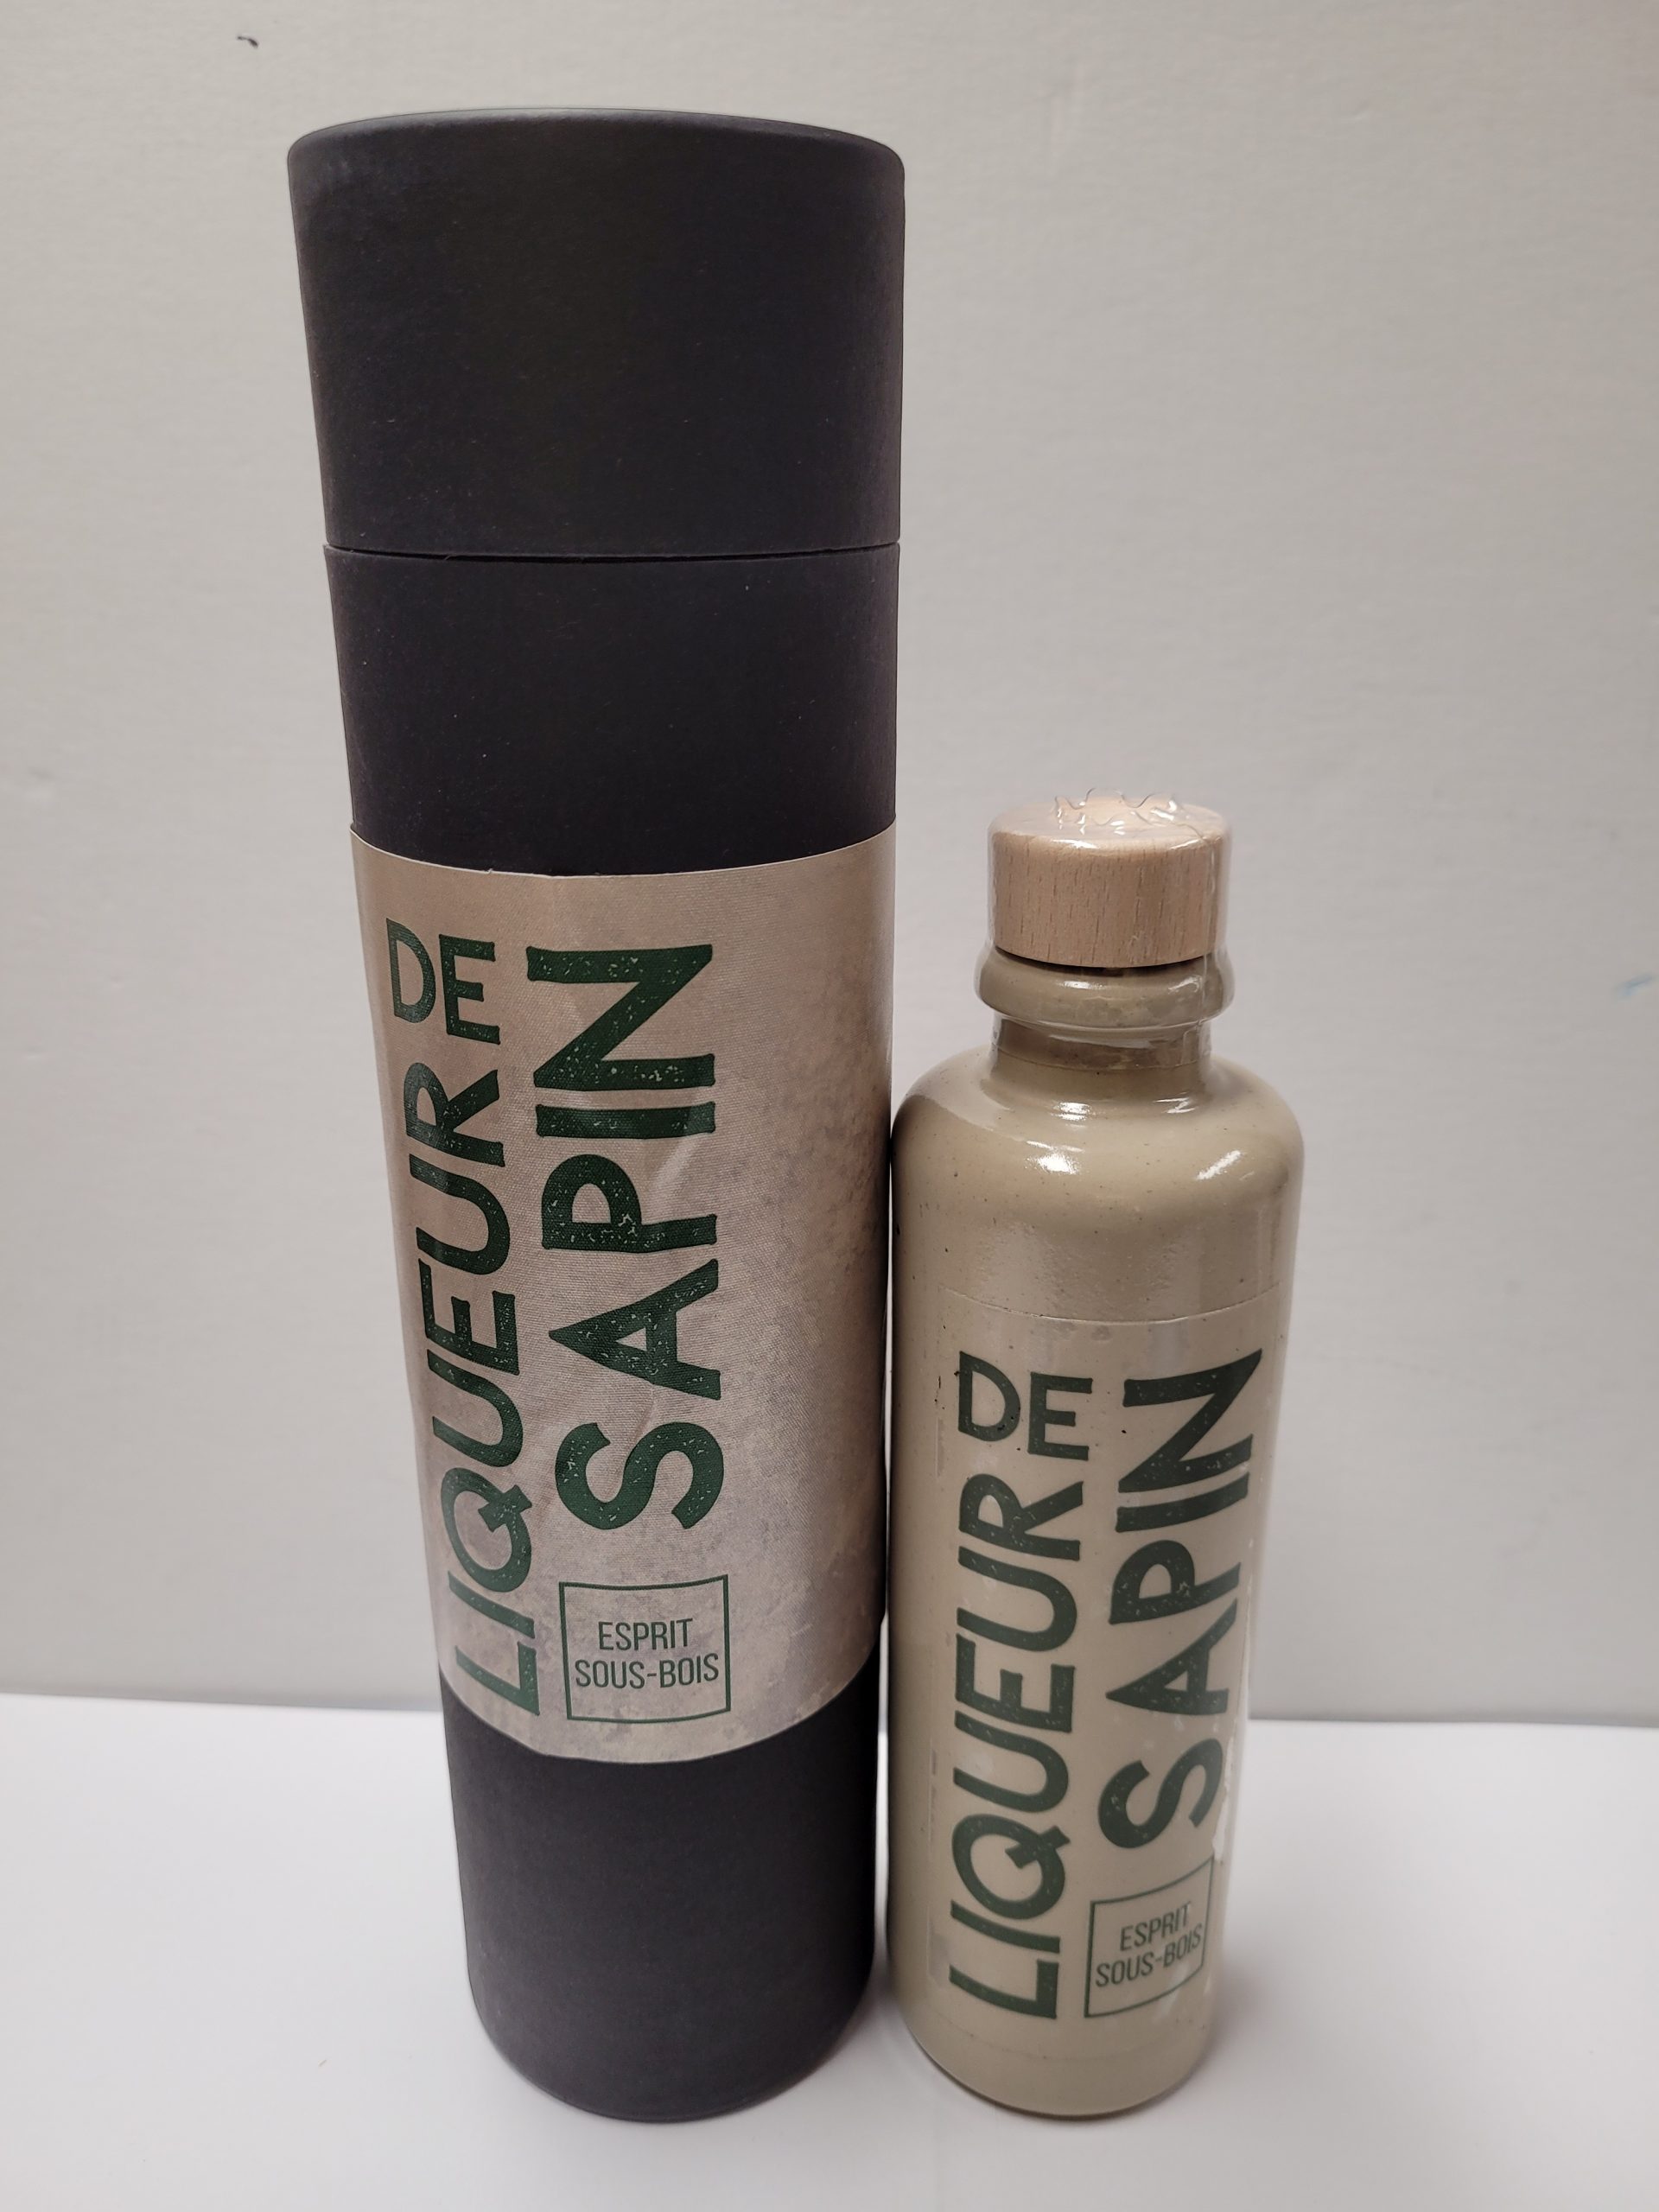 LIQUEUR DE
SAPIN
ESPRIT
SOUS-BOIS
LIQUEUR DE
SAPIN
ESPRIT
SOUS-BOIS